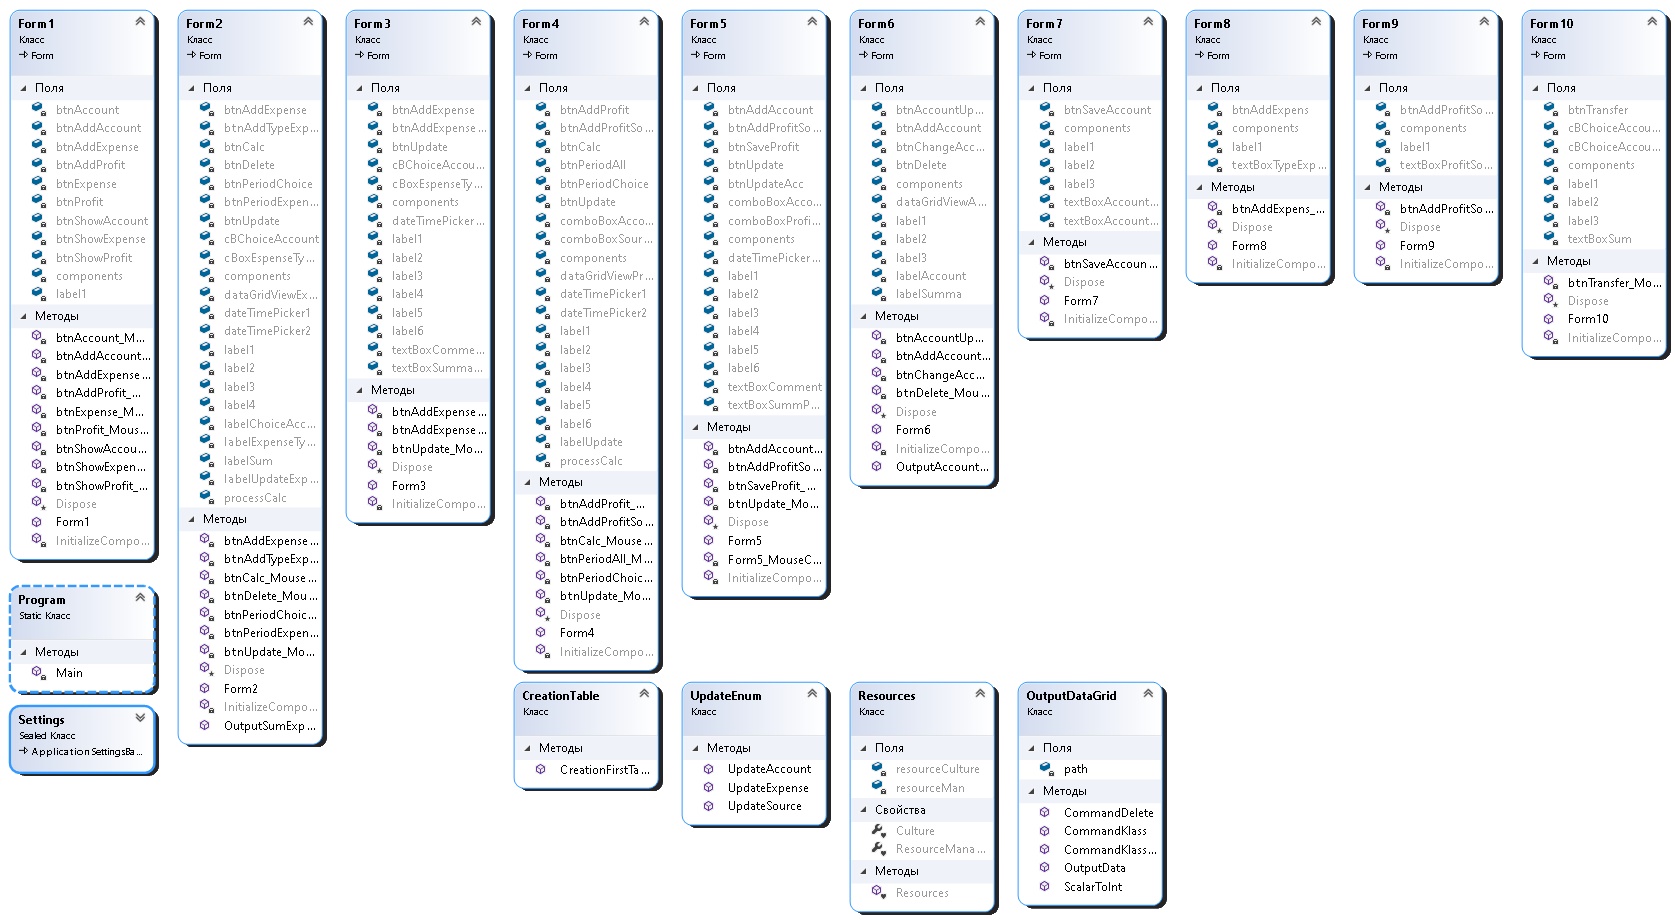 Form1
Класс
Form
Поля
btnAccount
btnAddAccount
btnAddExpense
btnAddProfit
btnExpense
btnProfit
btnShowAccount
btnShowExpense
btnShowProfit
components
label1
Методы
btnAccount_M...
btnAddAccount...
btnAddExpense...
btnAddProfit_...
btnExpense_M...
btnProfit_Mous...
btnShowAccou...
btnShowExpen...
btnShowProfit_...
Dispose
Form1
InitializeCompo...
Program
Static Класс
Методы
Main
Settings
Sealed Класс
ApplicationSettingsBa...
Form2
Класс
Form
Поля
btnAddExpense
btnAddTypeExp...
btnCalc
btnDelete
btnPeriodChoice
btnPeriodExpen...
btnUpdate
cBChoiceAccount
cBoxEspenseTy...
components
dataGridViewEx...
dateTimePicker1
dateTimePicker2
label1
label2
label3
label4
labelChoiceAcc...
labelExpenseTy...
labelSum
labelUpdateExp...
processCalc
Методы
btnAddExpense...
btnAddTypeExp...
btnCalc_Mouse...
btnDelete_Mou...
btnPeriodChoic...
btnPeriodExpen...
btnUpdate_Mo...
Dispose
Form2
InitializeCompo...
OutputSumExp...
Form3
Класс
Form
Поля
btnAddExpense
btnAddExpense...
btnUpdate
cBChoiceAccou...
cBoxEspenseTy...
components
dateTimePicker...
label1
label2
label3
label4
label5
label6
textBoxComme...
textBoxSumma...
Методы
btnAddExpense...
btnAddExpense...
btnUpdate_Mo...
Dispose
Form3
InitializeCompo...
Form4
Класс
Form
Поля
btnAddProfit
btnAddProfitSo...
btnCalc
btnPeriodAll
btnPeriodChoice
btnUpdate
comboBoxAcco...
comboBoxSour...
components
dataGridViewPr...
dateTimePicker1
dateTimePicker2
label1
label2
label3
label4
label5
label6
labelUpdate
processCalc
Методы
btnAddProfit_...
btnAddProfitSo...
btnCalc_Mouse...
btnPeriodAll_M...
btnPeriodChoic...
btnUpdate_Mo...
Dispose
Form4
InitializeCompo...
CreationTable
Класс
Методы
CreationFirstTa...
Form5
Класс
Form
Поля
btnAddAccount
btnAddProfitSo...
btnSaveProfit
btnUpdate
btnUpdateAcc
comboBoxAcco...
comboBoxProfi...
components
dateTimePicker...
label1
label2
label3
label4
label5
label6
textBoxComment
textBoxSummP...
Методы
btnAddAccount...
btnAddProfitSo...
btnSaveProfit_...
btnUpdate_Mo...
Dispose
Form5
Form5_MouseC...
InitializeCompo...
UpdateEnum
Класс
Методы
UpdateAccount
UpdateExpense
UpdateSource
Form6
Класс
Form
Поля
btnAccountUp...
btnAddAccount
btnChangeAcc...
btnDelete
components
dataGridViewA...
label1
label2
label3
labelAccount
labelSumma
Методы
btnAccountUp...
btnAddAccount...
btnChangeAcc...
btnDelete_Mou...
Dispose
Form6
InitializeCompo...
OutputAccount...
Resources
Класс
Поля
resourceCulture
resourceMan
Свойства
Culture
ResourceMana...
Методы
Resources
Form7
Класс
Form
Поля
btnSaveAccount
components
label1
label2
label3
textBoxAccount...
textBoxAccount...
Методы
btnSaveAccoun...
Dispose
Form7
InitializeCompo...
OutputDataGrid
Класс
Поля
path
Методы
CommandDelete
CommandKlass
CommandKlass...
OutputData
ScalarToInt
Form8
Класс
Form
Поля
btnAddExpens
components
label1
textBoxTypeExp...
Методы
btnAddExpens_...
Dispose
Form8
InitializeCompo...
Form9
Класс
Form
Поля
btnAddProfitSo...
components
label1
textBoxProfitSo...
Методы
btnAddProfitSo...
Dispose
Form9
InitializeCompo...
Form10
Класс
Form
Поля
btnTransfer
cBChoiceAccou...
cBChoiceAccou...
components
label1
label2
label3
textBoxSum
Методы
btnTransfer_Mo...
Dispose
Form10
InitializeCompo...